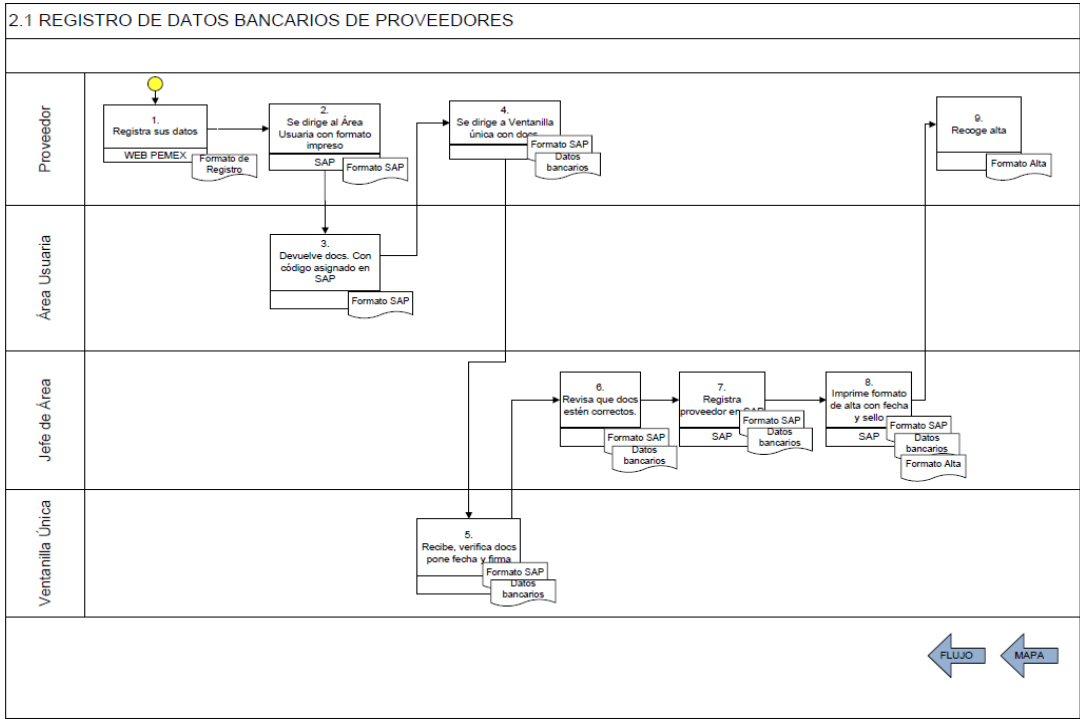 2.1 REGISTRO DE DATOS BANCARIOS DE PROVEEDORES
Proveedor
1.
Registra sus datos
WEB PEMEX
Formato de
Registro
2.
Se dirige al Área
Usuaria con formato
impreso
SAP
Formato SAP
4.
Se dirige a Ventanilla
única con docs
Formato SAP
Datos
bancarios
9.
Recoge alta
Formato Alta
Área Usuaria
3.
Devuelve docs. Con
código asignado en
SAP
Formato SAP
Jefe de Área
6.
Revisa que docs
estén correctos.
Formato SAP
Datos
bancarios
7.
Registra
proveedor en SAP
SAP
Formato SAP
Datos
bancarios
8.
Imprime formato
de alta con fecha
y sello
SAP
Formato SAP
Datos
bancarios
Formato Alta
Ventanilla Única
5.
Recibe, verifica docs
pone fecha y firma
Formato SAP
Datos
bancarios
FLUJO
MAPA